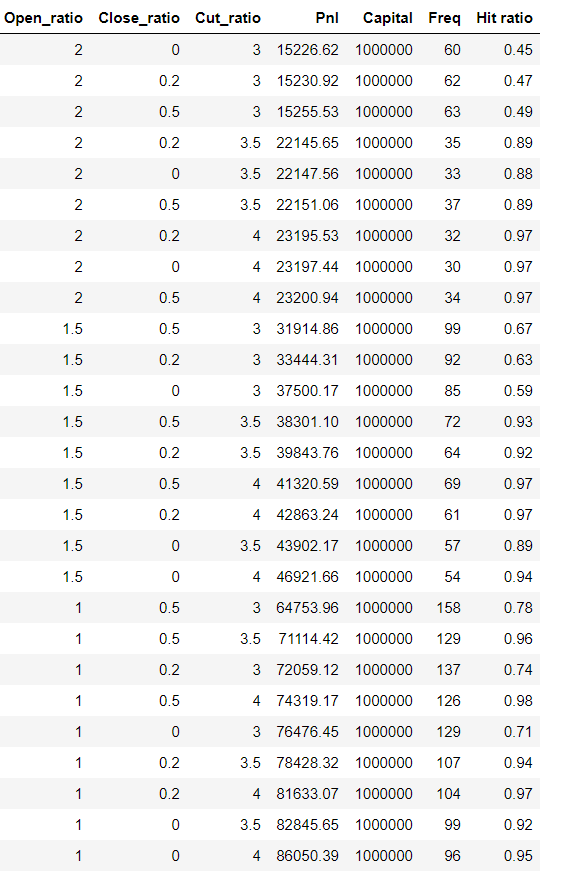 Open_ratio Close_ratio Cut_ratio Pnl Capital Freq Hit ratio
2 0 3 15226.62 1000000 60 0.45
2 0.2 3 15230.92 1000000 62 0.47
2 0.5 3 15255.53 1000000 63 0.49
2 0.2 3.5 22145.65 1000000 35 0.89
2 0 3.5 22147.56 1000000 33 0.88
2 0.5 3.5 22151.06 1000000 37 0.89
2 0.2 4 23195.53 1000000 32 0.97
2 0 4 23197.44 1000000 30 0.97
2 0.5 4 23200.94 1000000 34 0.97
1.5 0.5 3 31914.86 1000000 99 0.67
1.5 0.2 3 33444.31 1000000 92 0.63
1.5 0 3 37500.17 1000000 85 0.59
1.5 0.5 3.5 38301.10 1000000 72 0.93
1.5 0.2 3.5 39843.76 1000000 64 0.92
1.5 0.5 4 41320.59 1000000 69 0.97
1.5 0.2 4 42863.24 1000000 61 0.97
1.5 0 3.5 43902.17 1000000 57 0.89
1.5 0 4 46921.66 1000000 54 0.94
1 0.5 3 64753.96 1000000 158 0.78
1 0.5 3.5 71114.42 1000000 129 0.96
1 0.2 3 72059.12 1000000 137 0.74
1 0.5 4 74319.17 1000000 126 0.98
1 0 3 76476.45 1000000 129 0.71
1 0.2 3.5 78428.32 1000000 107 0.94
1 0.2 4 81633.07 1000000 104 0.97
1 0 3.5 82845.65 1000000 99 0.92
1 0 4 86050.39 1000000 96 0.95